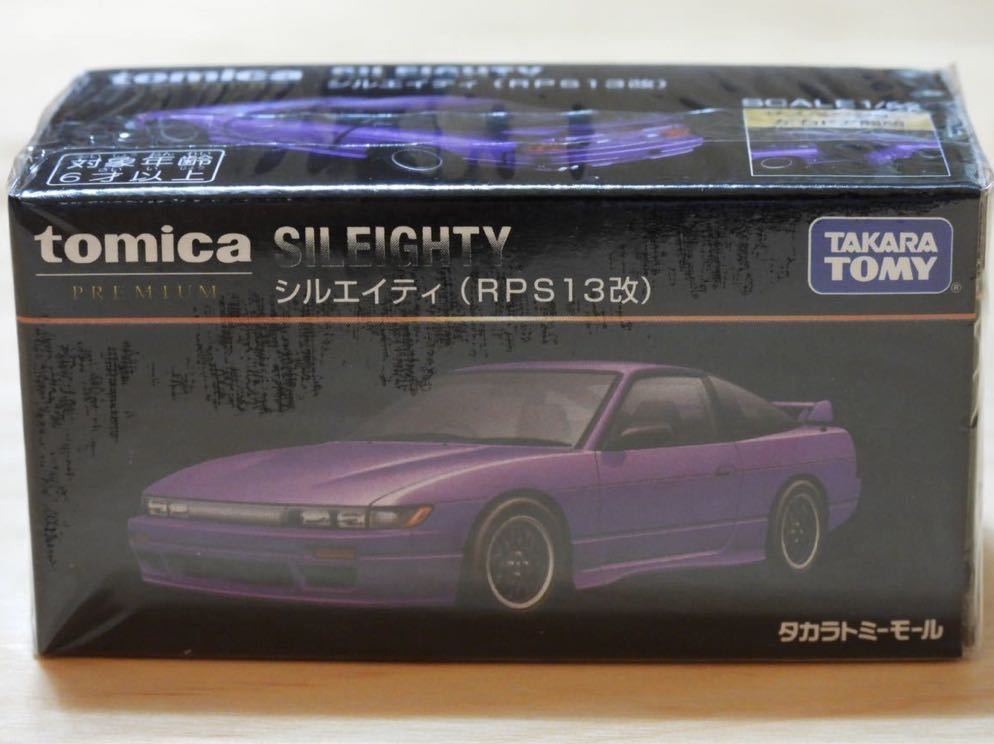 tomica SILEIGHTY
シルエイティ(RPS13改)
SCALE 1/62
対象年齢
6才以上
tomica SILEIGHTY
PREMIUM シルエイティ(RPS13改)
TAKARA
TOMY
®
タカラトミーモール